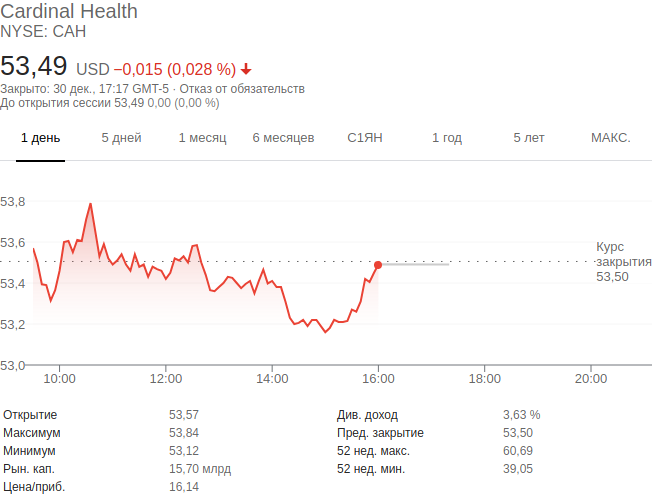 Cardinal Health
NYSE: CAH
53,49 USD −0,015 (0,028 %)
Закрыто: 30 дек., 17:17 GMT-5 · Отказ от обязательств
До открытия сессии 53,49 0,00 (0,00 %)
1 день 5 дней 1 месяц 6 месяцев С1ЯН 1 год 5 лет МАКС.
53,8
53,6
53,4
53,2
53,0
Курс
закрытия
53,50
10:00 12:00 14:00 16:00 18:00 20:00
Открытие 53,57 Див. доход 3,63 %
Максимум 53,84 Пред. закрытие 53,50
Минимум 53,12 52 нед. макс. 60,69
Рын. кап. 15,70 млрд 52 нед. мин. 39,05
Цена/приб. 16,14